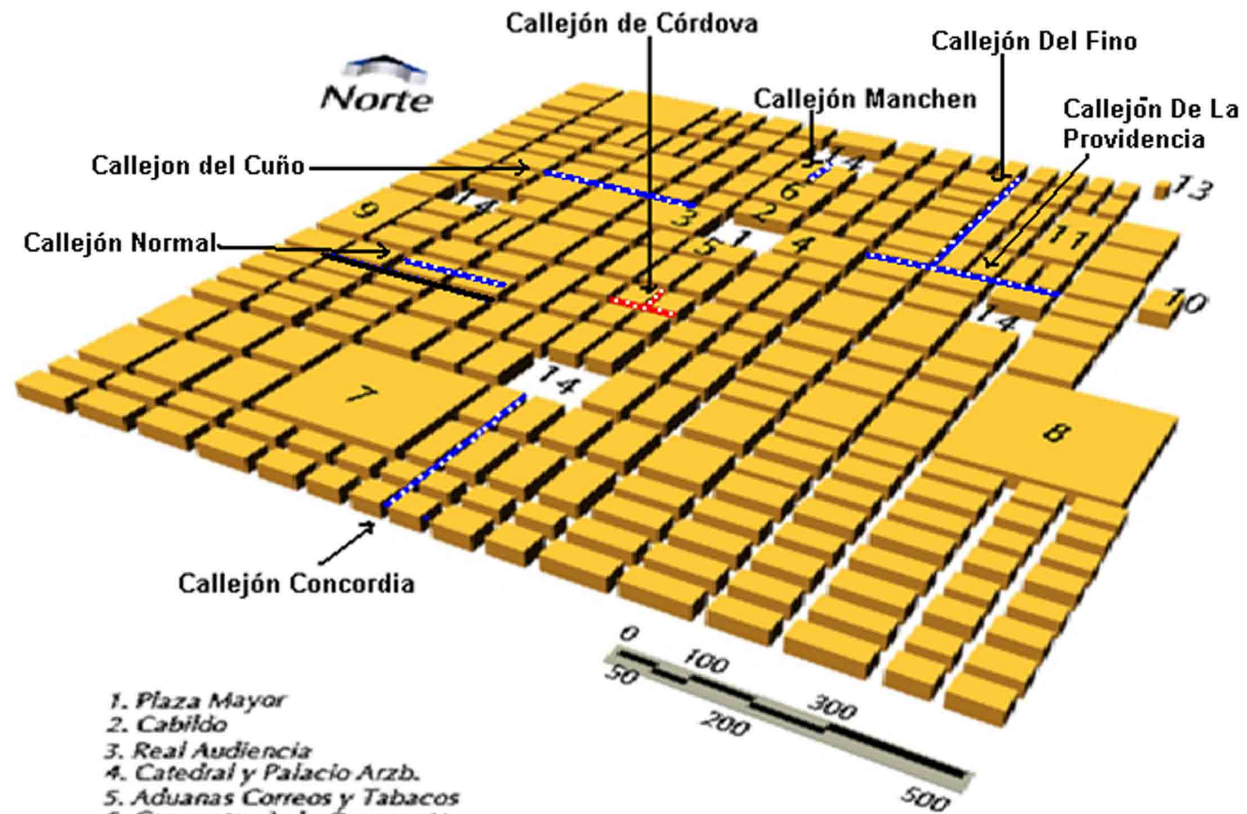 Callejón de Córdova
Callejón Del Fino
Norte
Callejón Manchen
Callejón De La
Providencia
Callejon del Cuño
14
13
6
14
9
3
2
Callejón Normal
5
1
4
11
10
14
14
7
8
Callejón Concordia
0
100
50
300
200
500
1. Plaza Mayor
2. Cabildo
3. Real Audiencia
4. Catedral y Palacio Arzb.
5. Aduanas Correos y Tabacos